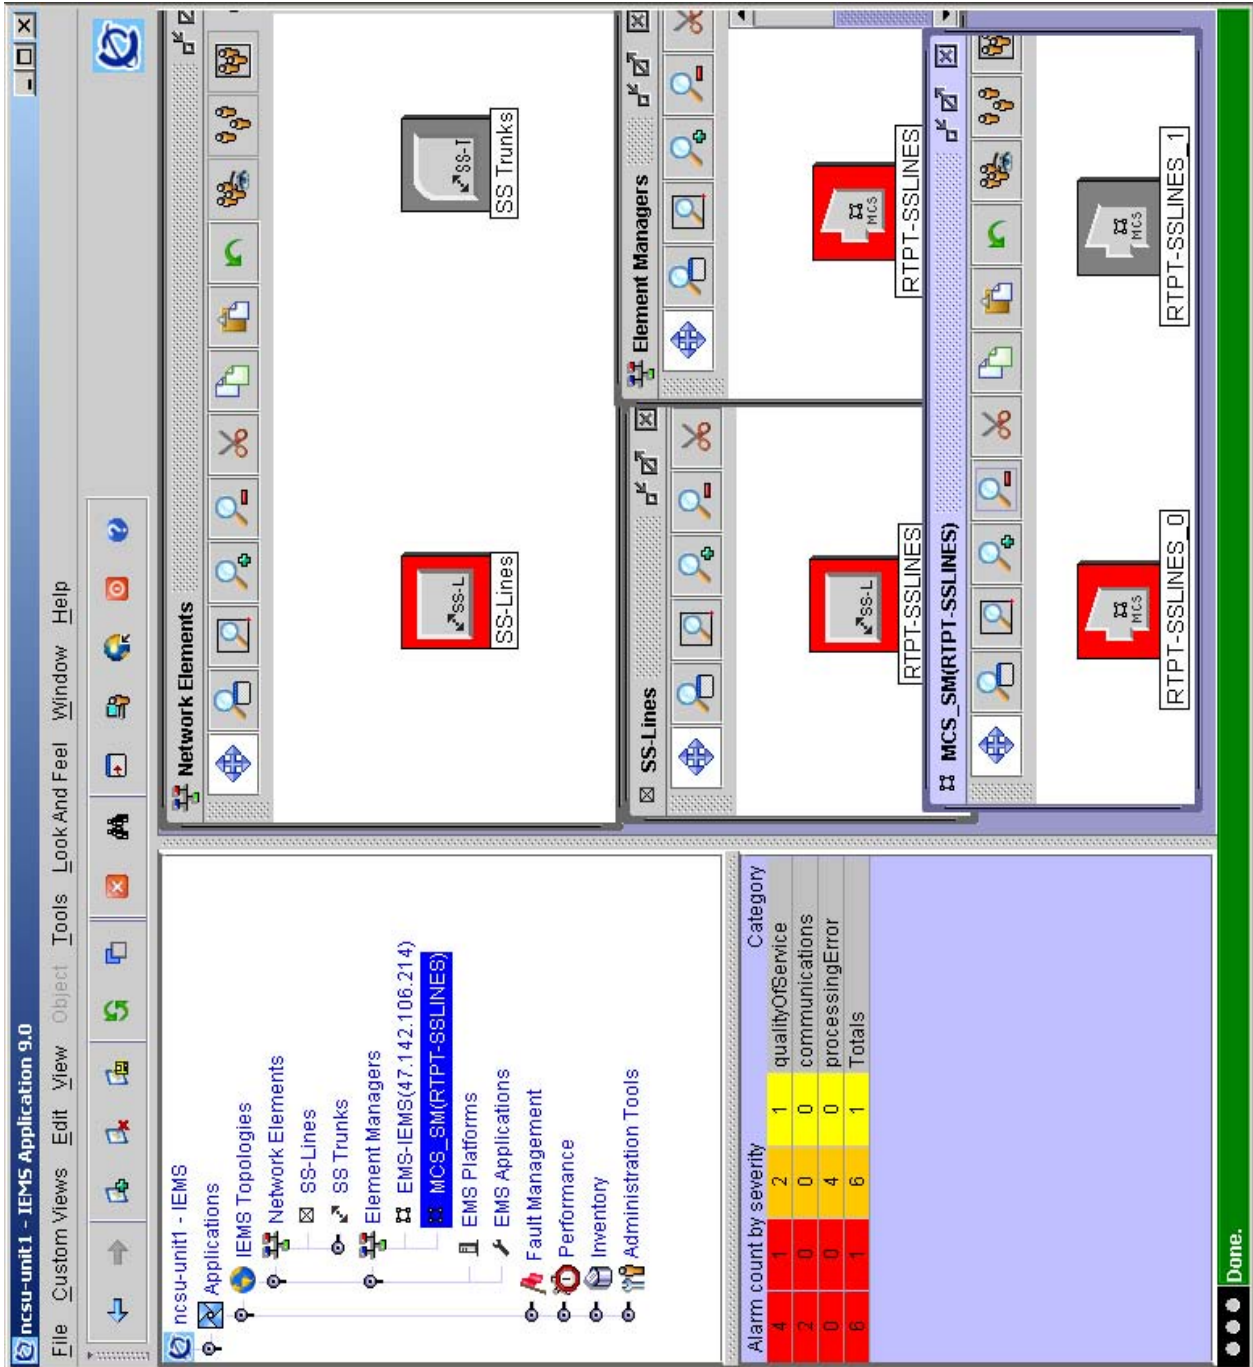 ncsu-unit1 - IEMS Application 9.0
File Custom Views Edit View Object Tools Look And Feel Window Help
ncsu-unit1 - IEMS
Applications
IEMS Topologies
Network Elements
SS-Lines
SS Trunks
Element Managers
EMS-IEMS(47.142.106.214)
MCS_SM(RTPT-SSLINES)
EMS Platforms
EMS Applications
Fault Management
Performance
Inventory
Administration Tools
Alarm count by severity Category
4 1 2 1 qualityOfService
2 0 0 0 communications
0 0 4 0 processingError
6 1 6 1 Totals
Network Elements
SS-L
SS-Lines
SS-T
SS Trunks
SS-Lines
SS-L
RTPT-SSLINES
Element Managers
MCS
RTPT-SSLINES
MCS_SM(RTPT-SSLINES)
MCS
RTPT-SSLINES_0
MCS
RTPT-SSLINES_1
Done.